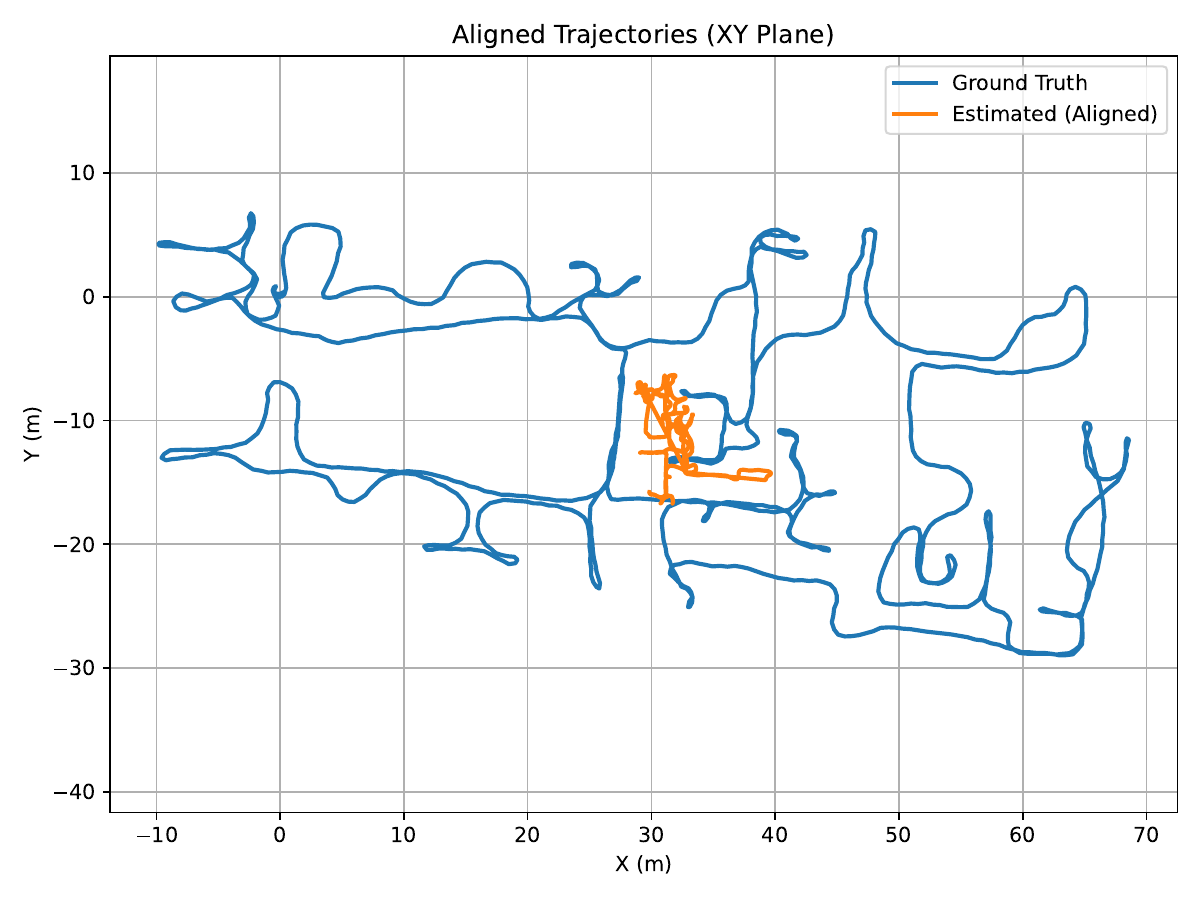 Aligned Trajectories (XY Plane)
Ground Truth
Estimated (Aligned)
10
0
−10
−20
−30
−40
Y (m)
−10 0 10 20 30 40 50 60 70
X (m)